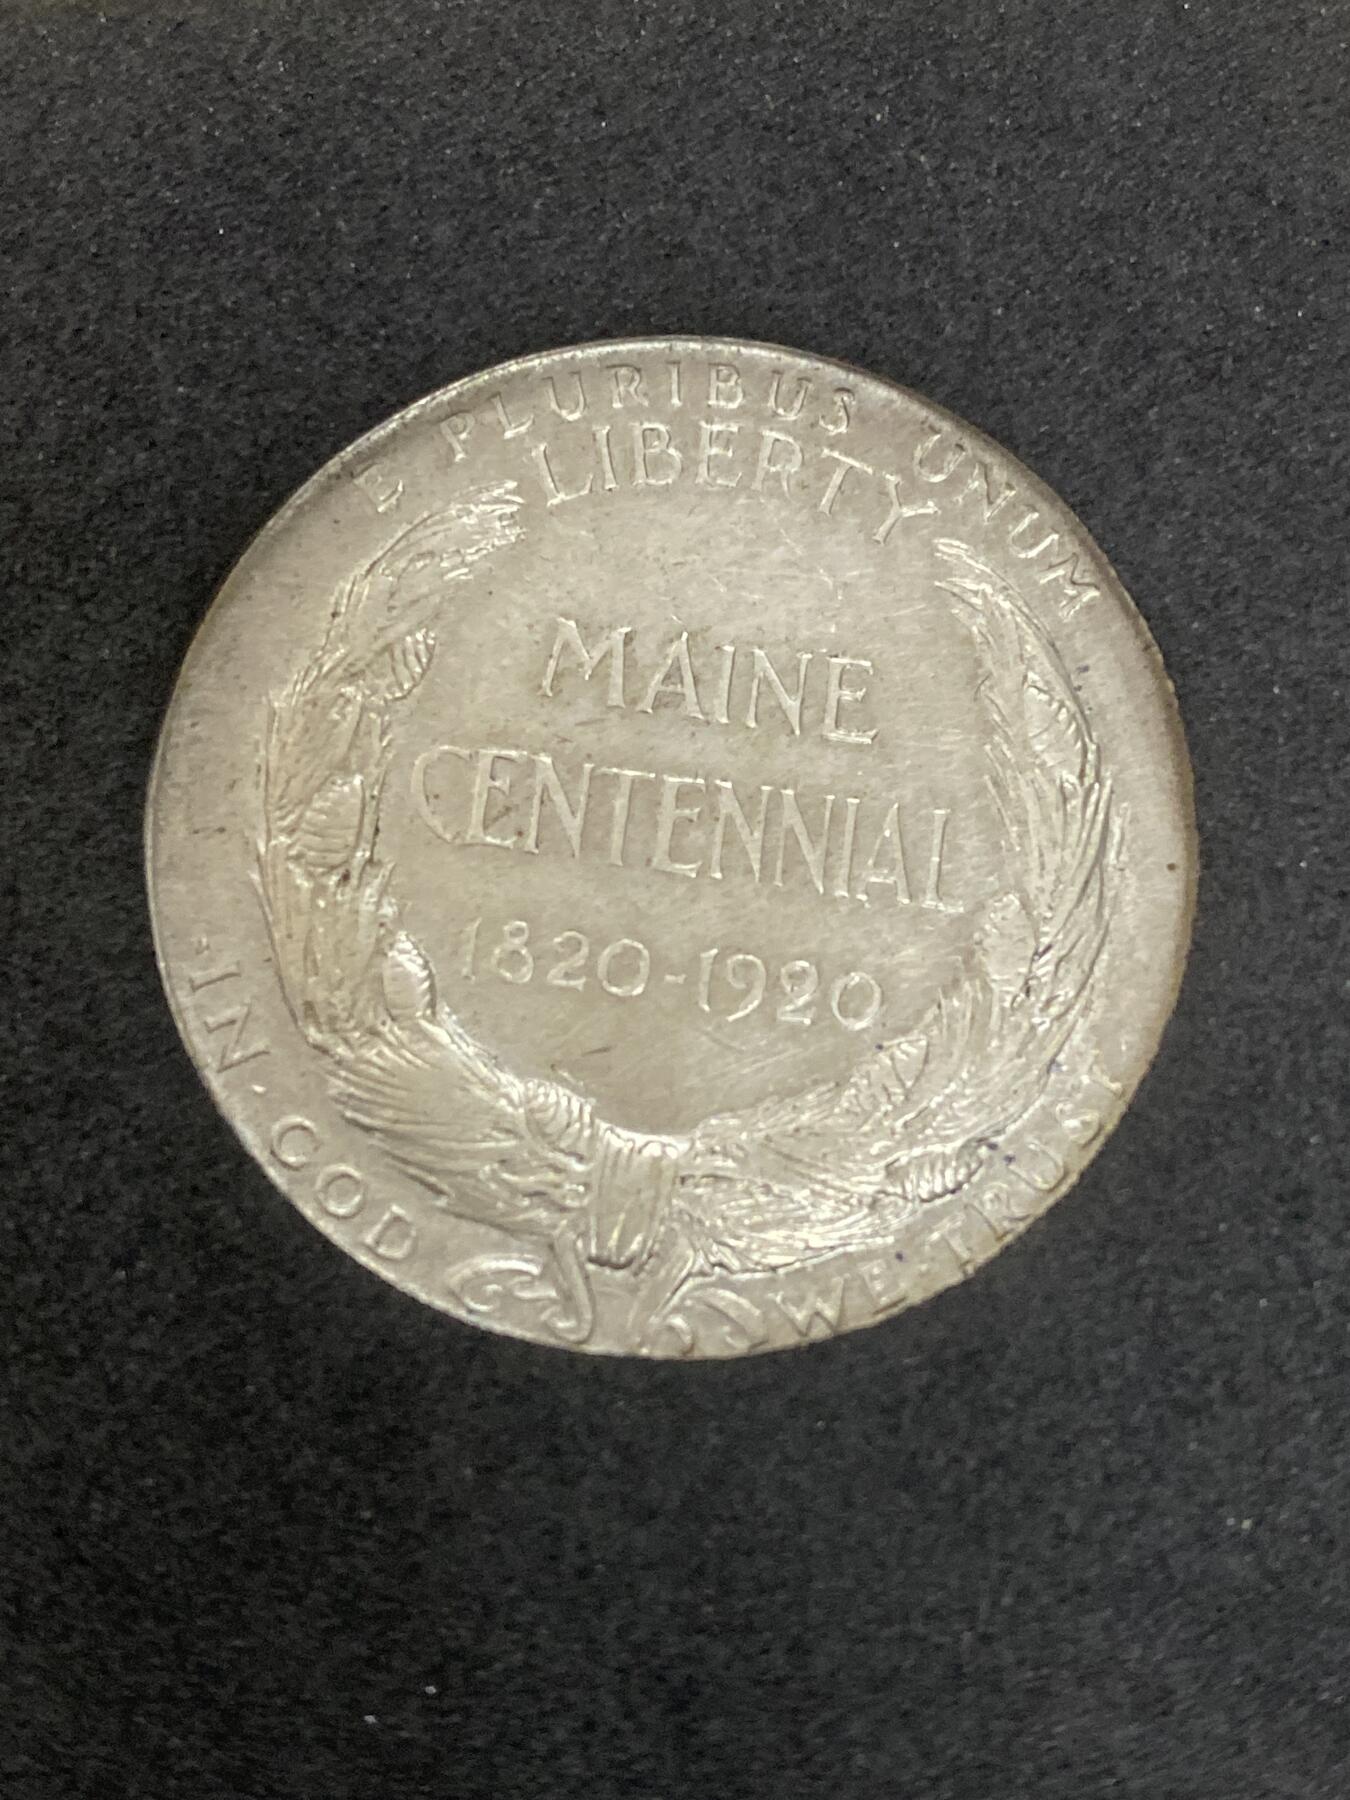 E PLURIBUS UNUM
LIBERTY
MAINE
CENTENNIAL
1820-1920
·IN·GOD WE·TRUST